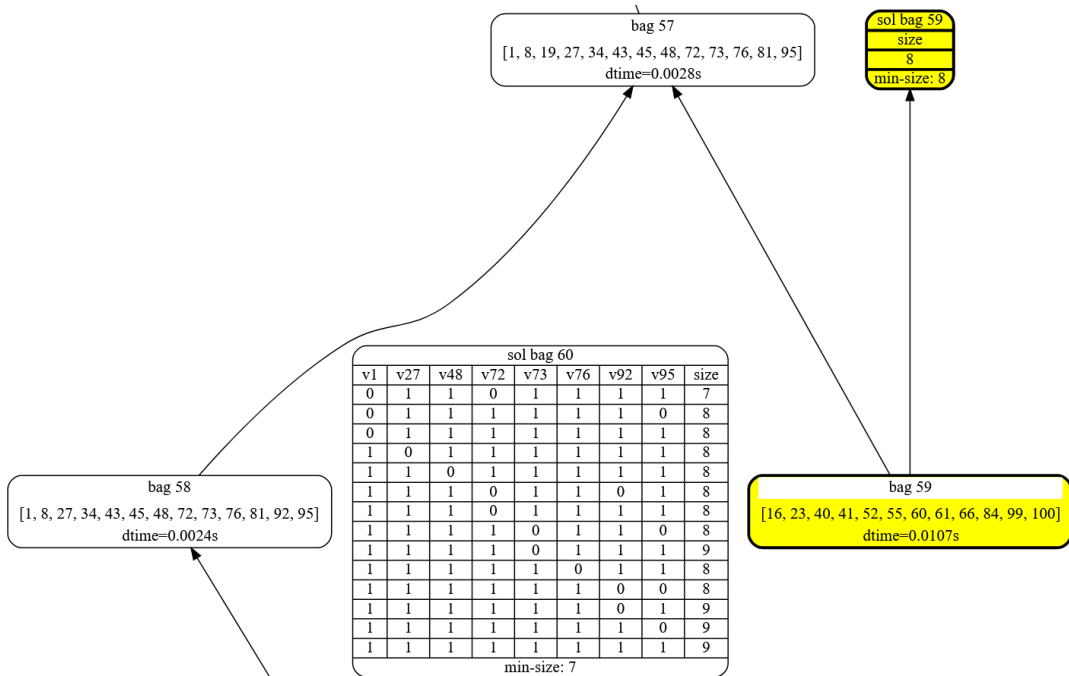 bag 57
[1, 8, 19, 27, 34, 43, 45, 48, 72, 73, 76, 81, 95]
dtime=0.0028s
sol bag 59
size
8
min-size: 8
sol bag 60
v1 v27 v48 v72 v73 v76 v92 v95 size
0 1 1 0 1 1 1 1 7
0 1 1 1 1 1 1 0 8
0 1 1 1 1 1 1 1 8
1 0 1 1 1 1 1 1 8
1 1 0 1 1 1 1 1 8
1 1 1 0 1 1 0 1 8
1 1 1 0 1 1 1 1 8
1 1 1 1 0 1 1 0 8
1 1 1 1 0 1 1 1 9
1 1 1 1 1 0 1 1 8
1 1 1 1 1 1 0 0 8
1 1 1 1 1 1 0 1 9
1 1 1 1 1 1 1 0 9
1 1 1 1 1 1 1 1 9
min-size: 7
bag 58
[1, 8, 27, 34, 43, 45, 48, 72, 73, 76, 81, 92, 95]
dtime=0.0024s
bag 59
[16, 23, 40, 41, 52, 55, 60, 61, 66, 84, 99, 100]
dtime=0.0107s